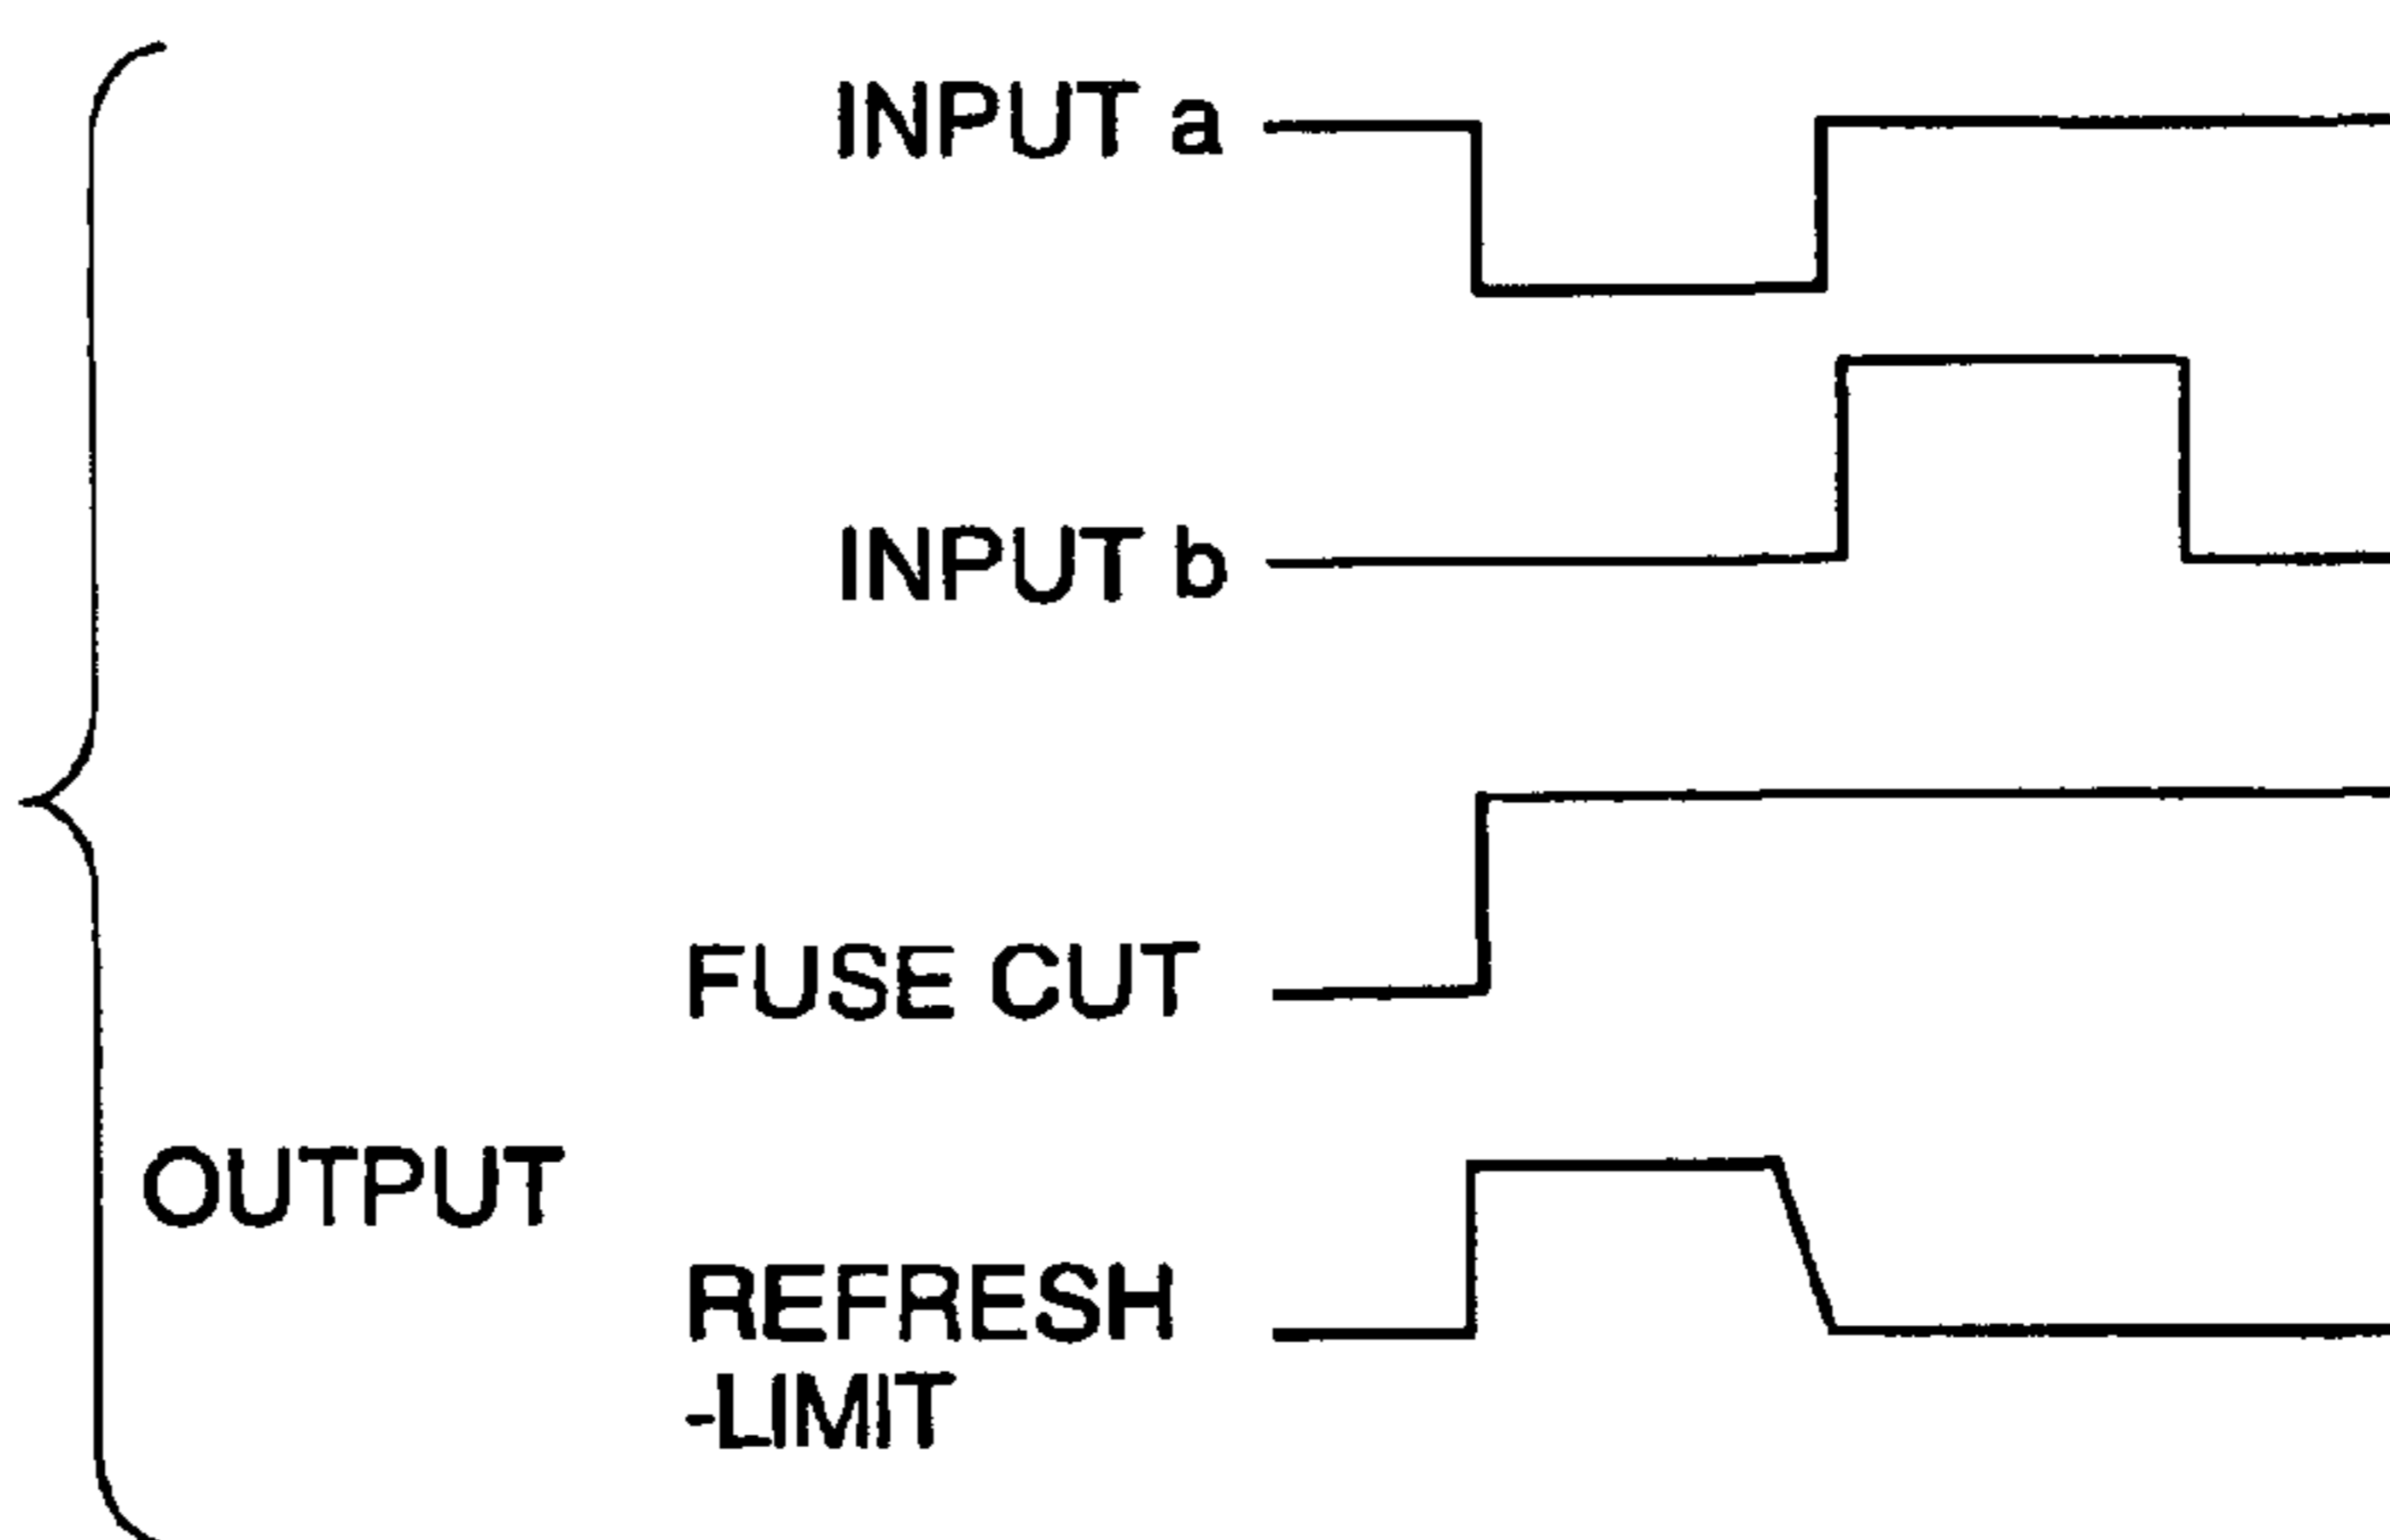 INPUT a
INPUT b
FUSE CUT
OUTPUT
REFRESH
-LIMIT